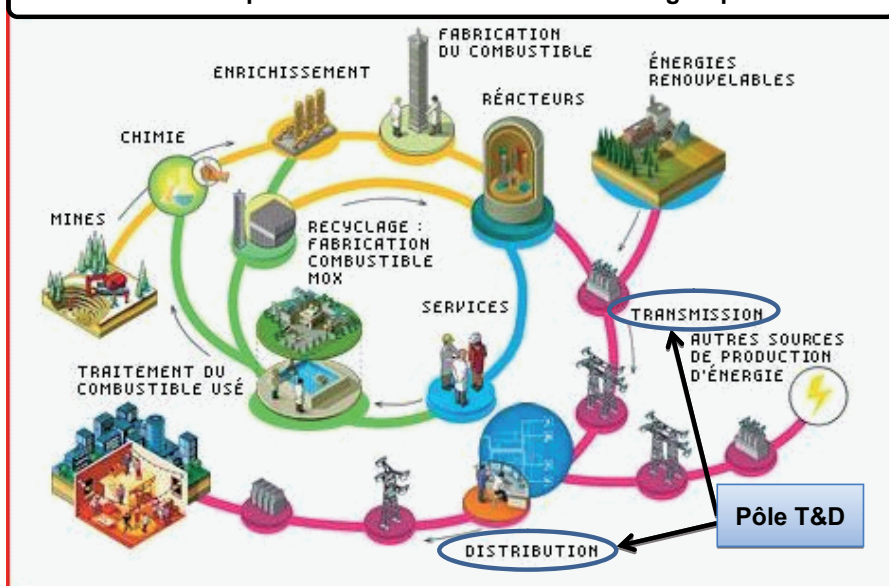 FABRICATION
DU COMBUSTIBLE
ENRICHISSEMENT
ÉNERGIES
RENOUVELABLES
RÉACTEURS
CHIMIE
MINES
RECYCLAGE :
FABRICATION
COMBUSTIBLE
MOX
SERVICES
TRANSMISSION
AUTRES SOURCES
DE PRODUCTION
D'ÉNERGIE
TRAITEMENT DU
COMBUSTIBLE USÉ
Pôle T&D
DISTRIBUTION